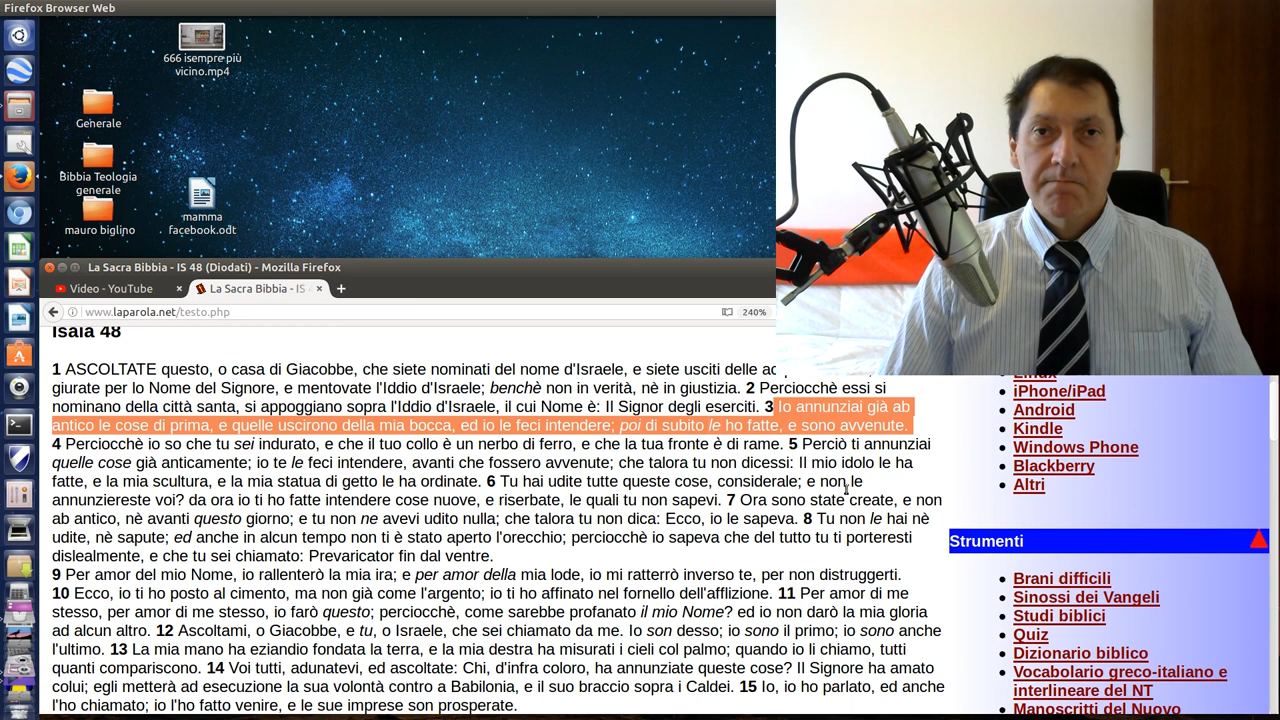 Firefox Browser Web
666 isempre più
vicino.mp4
Generale
Bibbia Teologia
generale
mauro biglino
mamma
facebook.odt
La Sacra Bibbia - IS 48 (Diodati) - Mozilla Firefox
Video - YouTube
La Sacra Bibbia - IS
www.laparola.net/testo.php
240%
Isaia 48
1 ASCOLTATE questo, o casa di Giacobbe, che siete nominati del nome d'Israele, e siete usciti delle
giurate per lo Nome del Signore, e mentovate l'Iddio d'Israele; benchè non in verità, nè in giustizia. 2 Perciocchè essi si
nominano della città santa, si appoggiano sopra l'Iddio d'Israele, il cui Nome è: Il Signor degli eserciti. 3 Io annunziai già ab
antico le cose di prima, e quelle uscirono della mia bocca, ed io le feci intendere; poi di subito le ho fatte, e sono avvenute.
4 Perciocchè io so che tu sei indurato, e che il tuo collo è un nerbo di ferro, e che la tua fronte è di rame. 5 Perciò ti annunziai
quelle cose già anticamente; io te le feci intendere, avanti che fossero avvenute; che talora tu non dicessi: Il mio idolo le ha
fatte, e la mia scultura, e la mia statua di getto le ha ordinate. 6 Tu hai udite tutte queste cose, considerale; e non le
annunziereste voi? da ora io ti ho fatte intendere cose nuove, e riserbate, le quali tu non sapevi. 7 Ora sono state create, e non
ab antico, nè avanti questo giorno; e tu non ne avevi udito nulla; che talora tu non dica: Ecco, io le sapeva. 8 Tu non le hai nè
udite, nè sapute; ed anche in alcun tempo non ti è stato aperto l'orecchio; perciocchè io sapeva che del tutto tu ti porteresti
dislealmente, e che tu sei chiamato: Prevaricator fin dal ventre.
9 Per amor del mio Nome, io rallenterò la mia ira; e per amor della mia lode, io mi ratterrò inverso te, per non distruggerti.
10 Ecco, io ti ho posto al cimento, ma non già come l'argento; io ti ho affinato nel fornello dell'afflizione. 11 Per amor di me
stesso, per amor di me stesso, io farò questo; perciocchè, come sarebbe profanato il mio Nome? ed io non darò la mia gloria
ad alcun altro. 12 Ascoltami, o Giacobbe, e tu, o Israele, che sei chiamato da me. Io son desso; io sono il primo; io sono anche
l'ultimo. 13 La mia mano ha eziandio fondata la terra, e la mia destra ha misurati i cieli col palmo; quando io li chiamo, tutti
quanti compariscono. 14 Voi tutti, adunatevi, ed ascoltate: Chi, d'infra coloro, ha annunziate queste cose? Il Signore ha amato
colui; egli metterà ad esecuzione la sua volontà contro a Babilonia, e il suo braccio sopra i Caldei. 15 Io, io ho parlato, ed anche
l'ho chiamato; io l'ho fatto venire, e le sue imprese son prosperate.
Linux
iPhone/iPad
Android
Kindle
Windows Phone
Blackberry
Altri
Strumenti
Brani difficili
Sinossi dei Vangeli
Studi biblici
Quiz
Dizionario biblico
Vocabolario greco-italiano e
interlineare del NT
Manoscritti del Nuovo